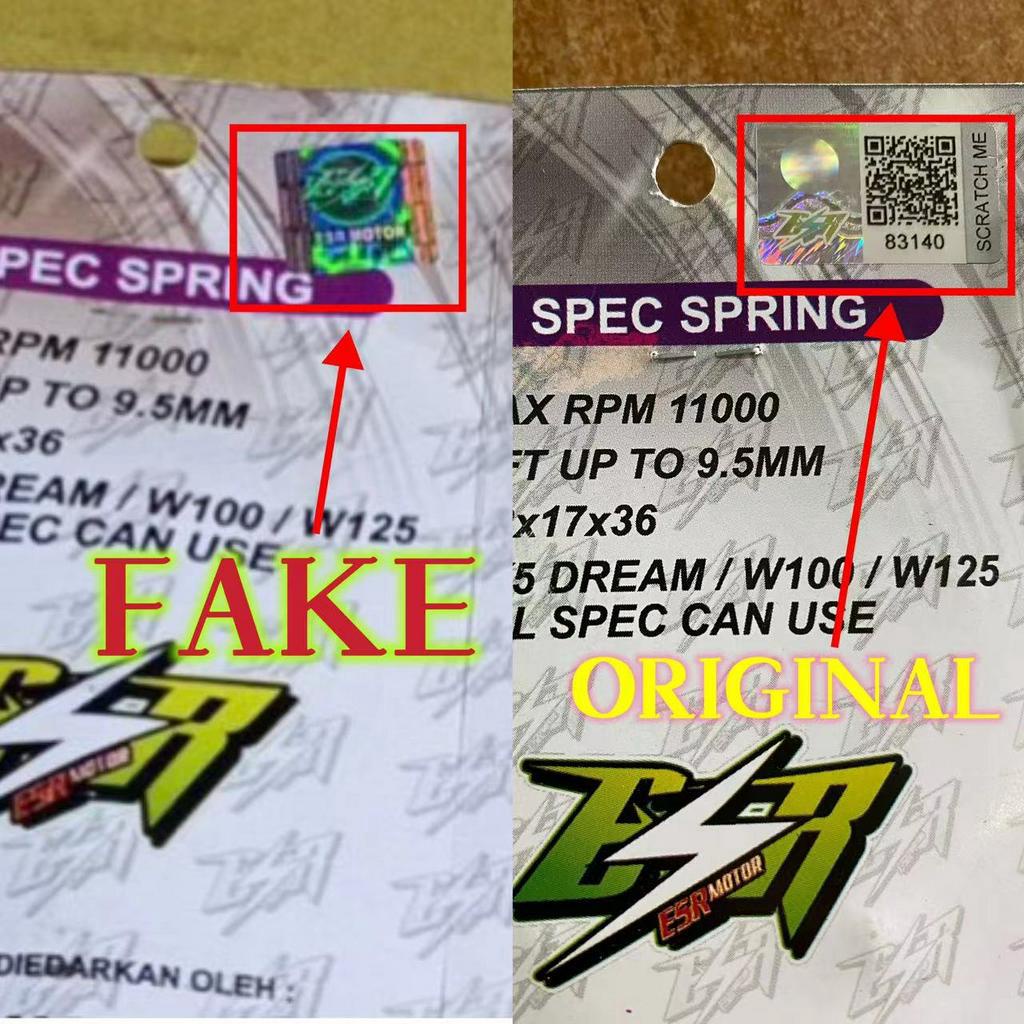 ESR MOTOR
PEC SPRING
RPM 11000
P TO 9.5MM
x36
REAM / W100 / W125
EC CAN USE
FAKE
ESR MOTOR
DIEDARKAN OLEH :
ESR
83140
SCRATCH ME
SPEC SPRING
AX RPM 11000
FT UP TO 9.5MM
x17x36
5 DREAM / W100 / W125
L SPEC CAN USE
ORIGINAL
ESR
ESR MOTOR